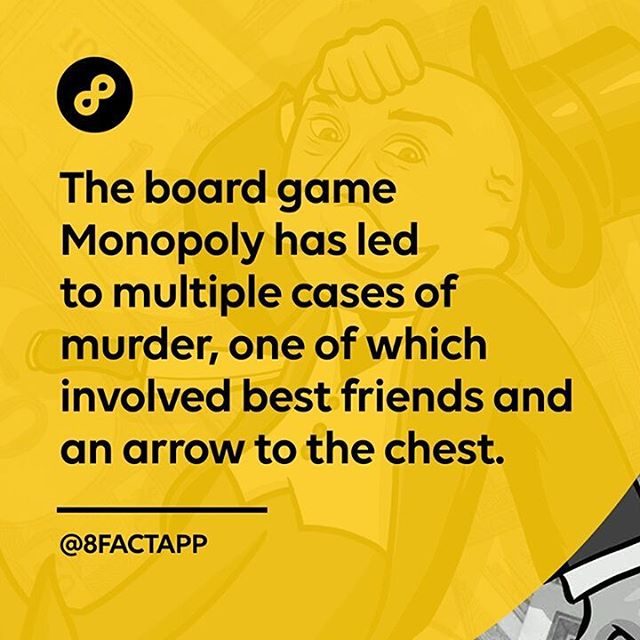 The board game
Monopoly has led
to multiple cases of
murder, one of which
involved best friends and
an arrow to the chest.
@8FACTAPP